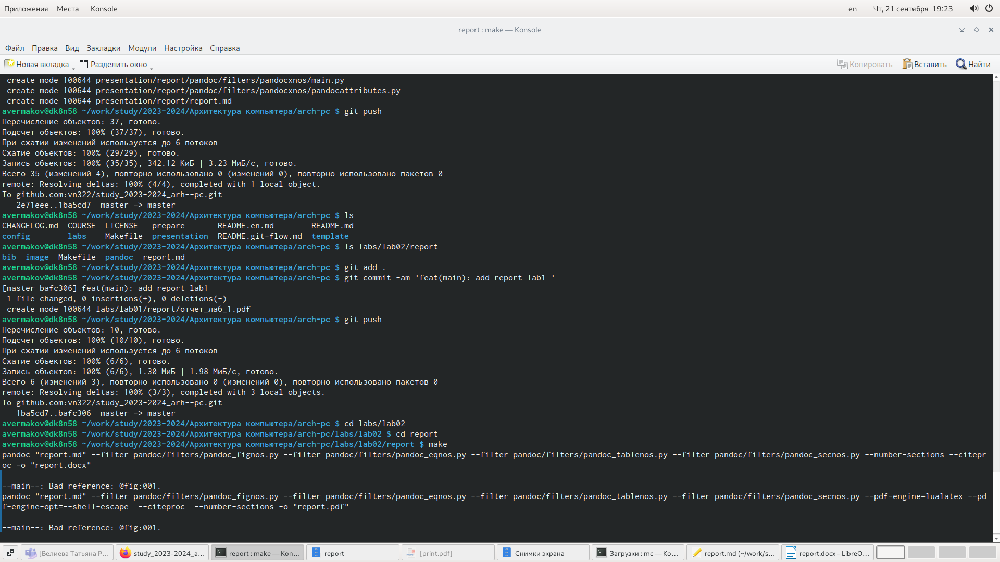 Приложения Места Konsole en Чт, 21 сентября 19:23
report : make — Konsole
Файл Правка Вид Закладки Модули Настройка Справка
Новая вкладка Разделить окно Копировать Вставить Найти
create mode 100644 presentation/report/pandoc/filters/pandocxnos/main.py
create mode 100644 presentation/report/pandoc/filters/pandocxnos/pandocattributes.py
create mode 100644 presentation/report/report.md
avermakov@dk8n58 ~/work/study/2023-2024/Архитектура компьютера/arch-pc $ git push
Перечисление объектов: 37, готово.
Подсчет объектов: 100% (37/37), готово.
При сжатии изменений используется до 6 потоков
Сжатие объектов: 100% (29/29), готово.
Запись объектов: 100% (35/35), 342.12 КиБ | 3.23 МиБ/с, готово.
Всего 35 (изменений 4), повторно использовано 0 (изменений 0), повторно использовано пакетов 0
remote: Resolving deltas: 100% (4/4), completed with 1 local object.
To github.com:vn322/study_2023-2024_arh--pc.git
2e71eee..1ba5cd7 master -> master
avermakov@dk8n58 ~/work/study/2023-2024/Архитектура компьютера/arch-pc $ ls
CHANGELOG.md COURSE LICENSE prepare README.en.md README.md
config labs Makefile presentation README.git-flow.md template
avermakov@dk8n58 ~/work/study/2023-2024/Архитектура компьютера/arch-pc $ ls labs/lab02/report
bib image Makefile pandoc report.md
avermakov@dk8n58 ~/work/study/2023-2024/Архитектура компьютера/arch-pc $ git add .
avermakov@dk8n58 ~/work/study/2023-2024/Архитектура компьютера/arch-pc $ git commit -am 'feat(main): add report lab1 '
[master bafc306] feat(main): add report lab1
1 file changed, 0 insertions(+), 0 deletions(-)
create mode 100644 labs/lab01/report/отчет_лаб_1.pdf
avermakov@dk8n58 ~/work/study/2023-2024/Архитектура компьютера/arch-pc $ git push
Перечисление объектов: 10, готово.
Подсчет объектов: 100% (10/10), готово.
При сжатии изменений используется до 6 потоков
Сжатие объектов: 100% (6/6), готово.
Запись объектов: 100% (6/6), 1.30 МиБ | 1.98 МиБ/с, готово.
Всего 6 (изменений 3), повторно использовано 0 (изменений 0), повторно использовано пакетов 0
remote: Resolving deltas: 100% (3/3), completed with 3 local objects.
To github.com:vn322/study_2023-2024_arh--pc.git
1ba5cd7..bafc306 master -> master
avermakov@dk8n58 ~/work/study/2023-2024/Архитектура компьютера/arch-pc $ cd labs/lab02
avermakov@dk8n58 ~/work/study/2023-2024/Архитектура компьютера/arch-pc/labs/lab02 $ cd report
avermakov@dk8n58 ~/work/study/2023-2024/Архитектура компьютера/arch-pc/labs/lab02/report $ make
pandoc "report.md" --filter pandoc/filters/pandoc_fignos.py --filter pandoc/filters/pandoc_eqnos.py --filter pandoc/filters/pandoc_tablenos.py --filter pandoc/filters/pandoc_secnos.py --number-sections --citepr
oc -o "report.docx"
--main--: Bad reference: @fig:001.
pandoc "report.md" --filter pandoc/filters/pandoc_fignos.py --filter pandoc/filters/pandoc_eqnos.py --filter pandoc/filters/pandoc_tablenos.py --filter pandoc/filters/pandoc_secnos.py --pdf-engine=lualatex --pd
f-engine-opt=--shell-escape --citeproc --number-sections -o "report.pdf"
--main--: Bad reference: @fig:001.
[Велиева Татьяна Р... study_2023-2024_a... report : make — Kon... report [print.pdf] Снимки экрана Загрузки : mc — Ko... report.md (~/work/s... report.docx - LibreO...